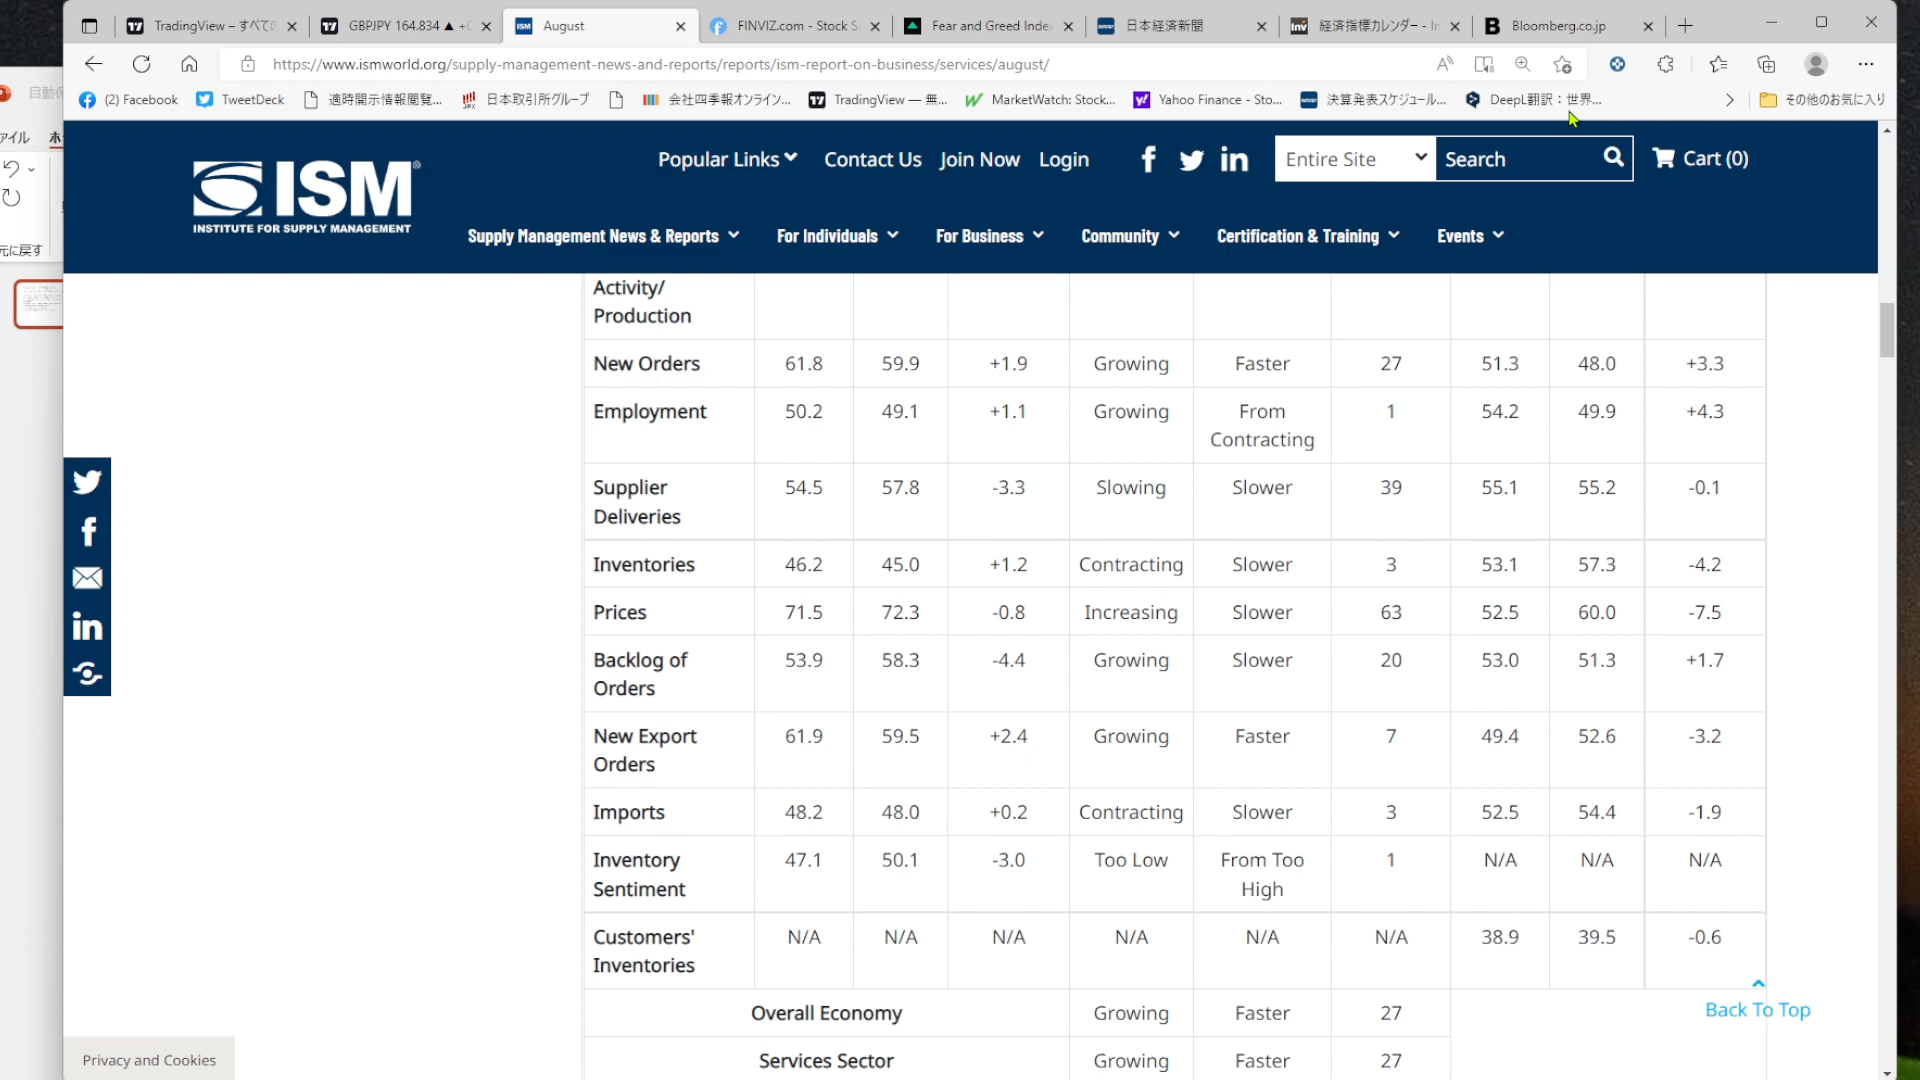 TradingView – すべての
GBPJPY 164.834 ▲ +0
August
FINVIZ.com - Stock S
Fear and Greed Index
日本経済新聞
経済指標カレンダー - In
Bloomberg.co.jp
https://www.ismworld.org/supply-management-news-and-reports/reports/ism-report-on-business/services/august/
(2) Facebook
TweetDeck
適時開示情報閲覧...
日本取引所グループ
会社四季報オンライン...
TradingView — 無...
MarketWatch: Stock...
Yahoo Finance - Sto...
決算発表スケジュール...
DeepL翻訳：世界...
その他のお気に入り
自動保
ァイル ホ
元に戻す
ISM
INSTITUTE FOR SUPPLY MANAGEMENT
Popular Links Contact Us Join Now Login
Entire Site Search Cart (0)
Supply Management News & Reports For Individuals For Business Community Certification & Training Events
Activity/
Production
New Orders 61.8 59.9 +1.9 Growing Faster 27 51.3 48.0 +3.3
Employment 50.2 49.1 +1.1 Growing From 1 54.2 49.9 +4.3
Contracting
Supplier 54.5 57.8 -3.3 Slowing Slower 39 55.1 55.2 -0.1
Deliveries
Inventories 46.2 45.0 +1.2 Contracting Slower 3 53.1 57.3 -4.2
Prices 71.5 72.3 -0.8 Increasing Slower 63 52.5 60.0 -7.5
Backlog of 53.9 58.3 -4.4 Growing Slower 20 53.0 51.3 +1.7
Orders
New Export 61.9 59.5 +2.4 Growing Faster 7 49.4 52.6 -3.2
Orders
Imports 48.2 48.0 +0.2 Contracting Slower 3 52.5 54.4 -1.9
Inventory 47.1 50.1 -3.0 Too Low From Too 1 N/A N/A N/A
Sentiment High
Customers' N/A N/A N/A N/A N/A N/A 38.9 39.5 -0.6
Inventories
Overall Economy Growing Faster 27
Back To Top
Services Sector Growing Faster 27
Privacy and Cookies